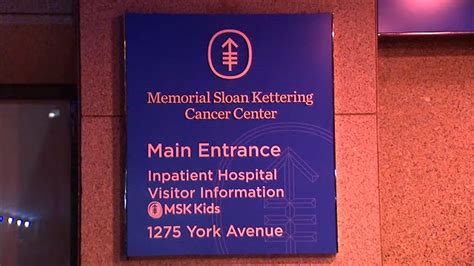 Memorial Sloan Kettering
Cancer Center
Main Entrance
Inpatient Hospital
Visitor Information
MSK Kids
1275 York Avenue